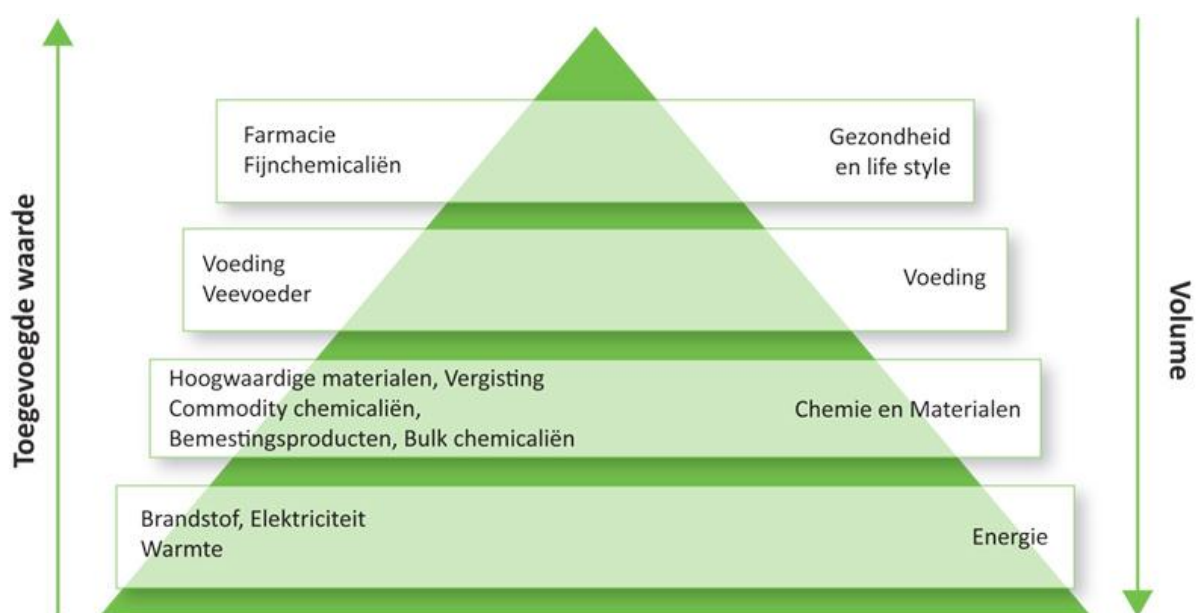 Toegevoegde waarde
Farmacie
Fijnchemicaliën
Gezondheid
en life style
Voeding
Veevoeder
Voeding
Hoogwaardige materialen, Vergisting
Commodity chemicaliën,
Bemestingsproducten, Bulk chemicaliën
Chemie en Materialen
Brandstof, Elektriciteit
Warmte
Energie
Volume